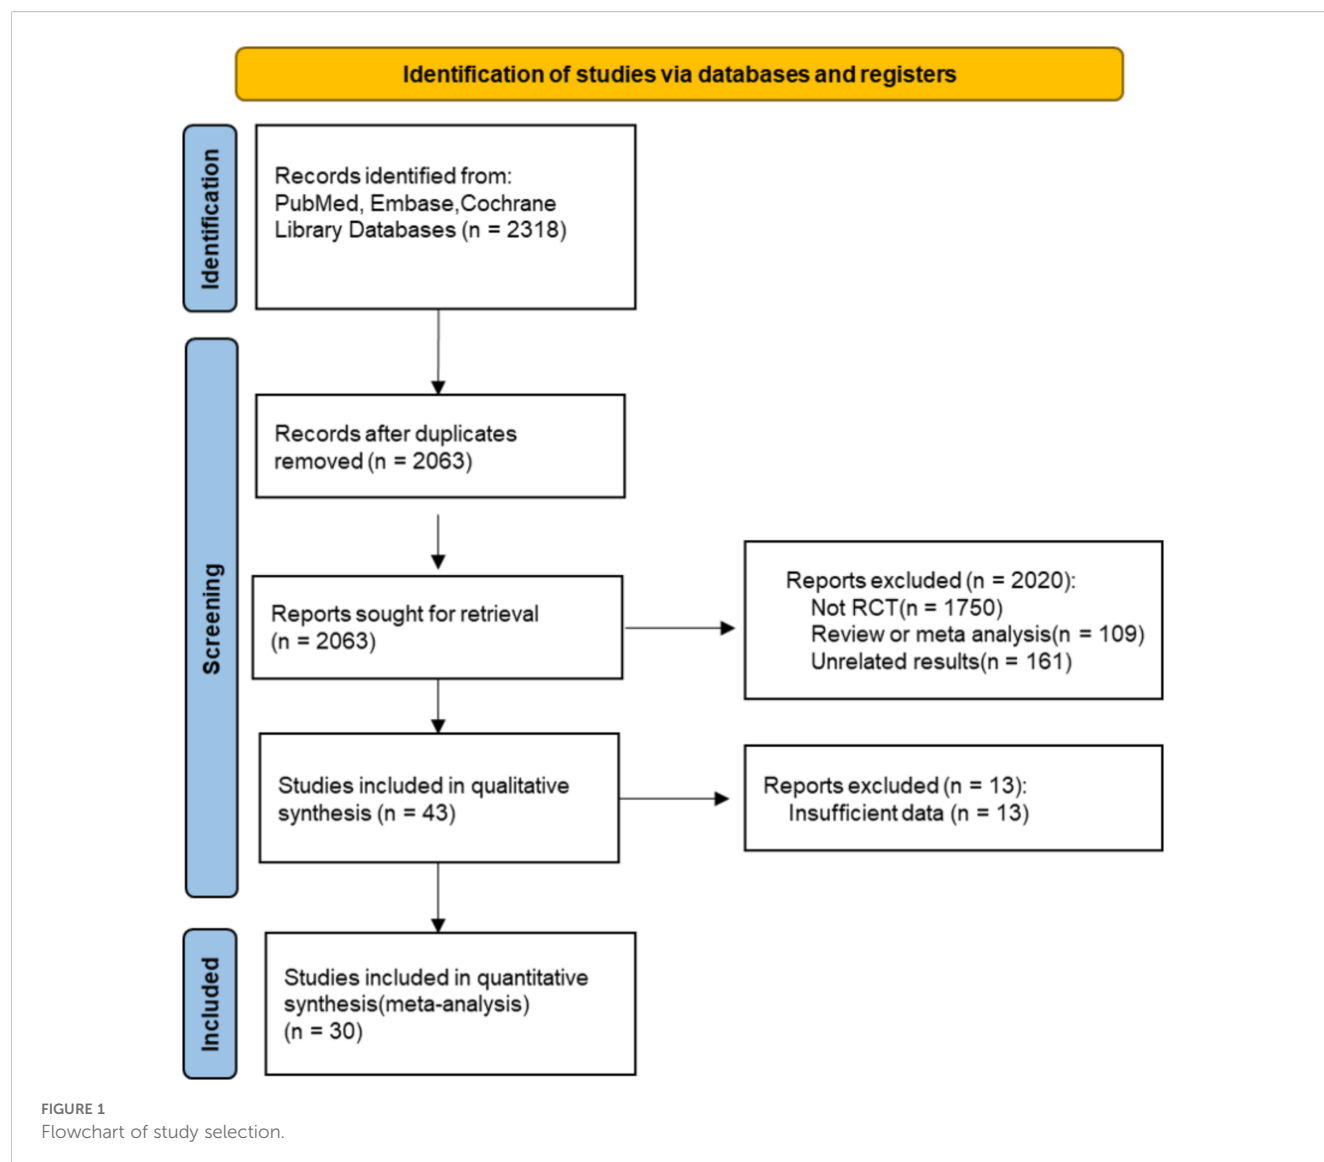 Identification of studies via databases and registers
Identification
Records identified from:
PubMed, Embase,Cochrane
Library Databases (n = 2318)
Screening
Records after duplicates
removed (n = 2063)
Reports sought for retrieval
(n = 2063)
Reports excluded (n = 2020):
Not RCT(n = 1750)
Review or meta analysis(n = 109)
Unrelated results(n = 161)
Studies included in qualitative
synthesis (n = 43)
Reports excluded (n = 13):
Insufficient data (n = 13)
Included
Studies included in quantitative
synthesis(meta-analysis)
(n = 30)
FIGURE 1
Flowchart of study selection.